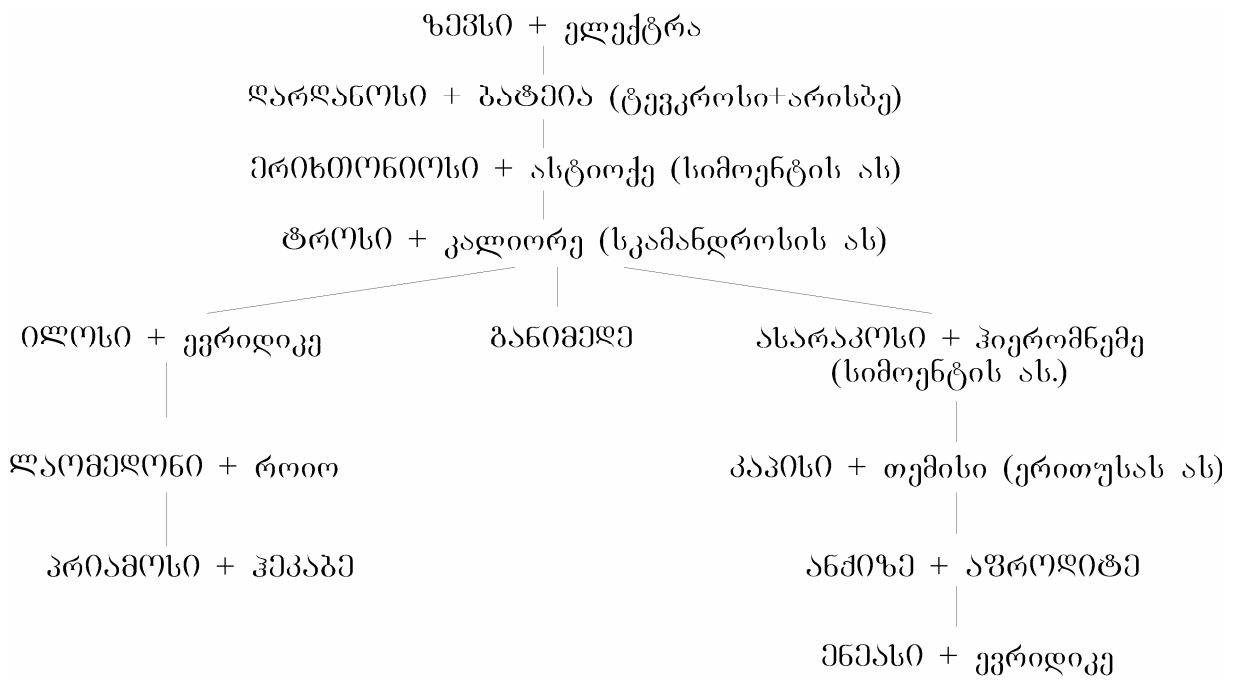 ზევსი + ელექტრა
დარდანოსი + ბატეია (ტევკროსი+არისბე)
ერიხთონიოსი + ასტიოქე (სიმოენტის ას)
ტროსი + კალიორე (სკამანდროსის ას)
ილოსი + ევრიდიკე
განიმედე
ასარაკოსი + ჰიერომნემე
(სიმოენტის ას.)
ლაომედონი + როიო
კაპისი + თემისი (ერითუსას ას)
პრიამოსი + ჰეკაბე
ანქიზე + აფროდიტე
ენეასი + ევრიდიკე